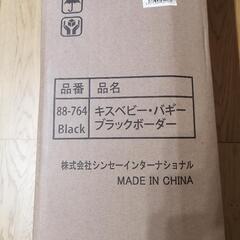 品番 品名
88-764 キスベビー・バギー
Black ブラックボーダー
株式会社シンセーインターナショナル
MADE IN CHINA